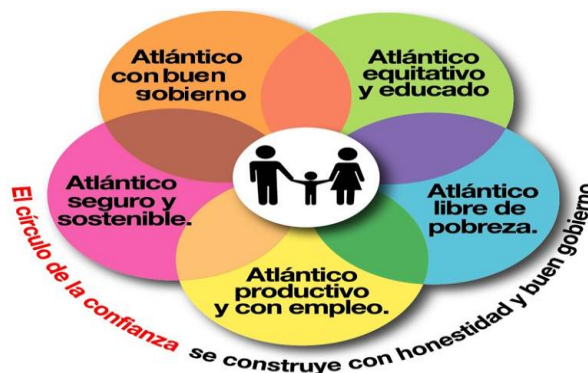 Atlántico
con buen
gobierno
Atlántico
equitativo
y educado
Atlántico
seguro y
sostenible.
Atlántico
libre de
pobreza.
Atlántico
productivo
y con empleo.
El círculo de la confianza se construye con honestidad y buen gobierno